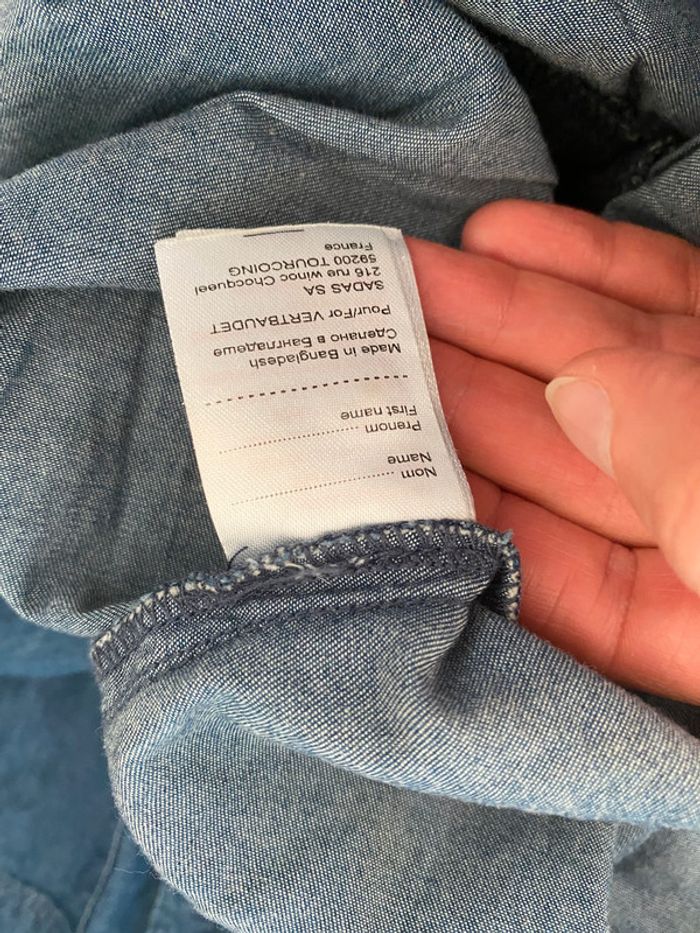 Nom ..............................
Name
Prenom ..............................
First name
Made in Bangladesh
Сделано в Бангладеше
Pour/For VERTBAUDET
SADAS SA
216 rue Winoc Chocqueel
59200 TOURCOING
France